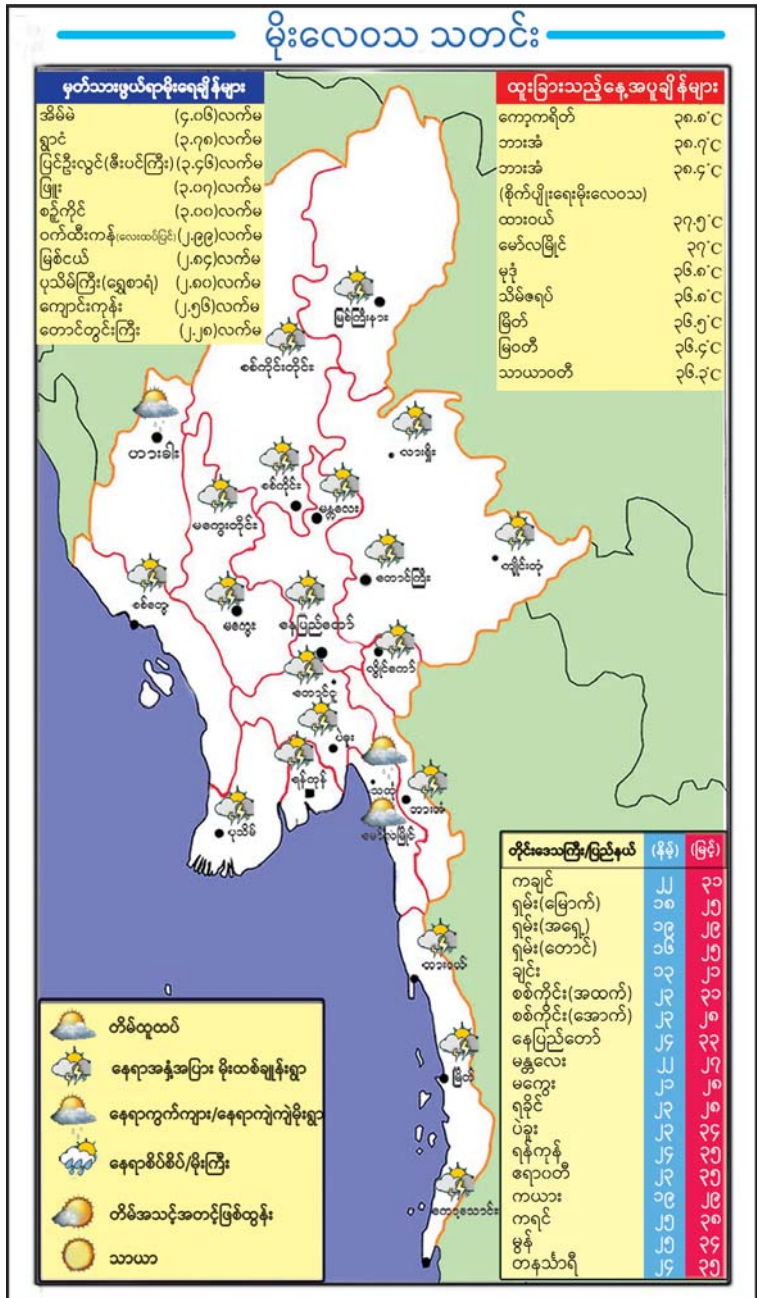 မိုးလေဝသ သတင်း
မှတ်သားဖွယ်ရာမိုးရေချိန်များ
အိမ်မဲ (၄.၀၆)လက်မ
ရွာငံ (၃.၇၈)လက်မ
ပြင်ဦးလွင်(ဇီးပင်ကြီး)(၃.၄၆)လက်မ
ဖြူး (၃.၀၇)လက်မ
စဉ့်ကိုင် (၃.၀၀)လက်မ
ဝက်ထီးကန်(လေးထပ်ပြင်)(၂.၉၉)လက်မ
မြစ်ငယ် (၂.၈၄)လက်မ
ပုသိမ်ကြီး(ရွှေစာရံ) (၂.၈၀)လက်မ
ကျောင်းကုန်း (၂.၅၆)လက်မ
တောင်တွင်းကြီး (၂.၂၈)လက်မ
ထူးခြားသည့်နေ့အပူချိန်များ
ကော့ကရိတ် ၃၈.၈°C
ဘားအံ ၃၈.၇°C
ဘားအံ ၃၈.၄°C
(စိုက်ပျိုးရေးမိုးလေဝသ)
ထားဝယ် ၃၇.၅°C
မော်လမြိုင် ၃၇°C
မုဒုံ ၃၆.၈°C
သိမ်ဇရပ် ၃၆.၈°C
မြိတ် ၃၆.၅°C
မြဝတီ ၃၆.၄°C
သာယာဝတီ ၃၆.၃°C
မြစ်ကြီးနား
စစ်ကိုင်းတိုင်း
ဟားခါး
လားရှိုး
စစ်ကိုင်း
မန္တလေး
မကွေးတိုင်း
ကျိုင်းတုံ
တောင်ကြီး
စစ်တွေ
မကွေး
နေပြည်တော်
လွိုင်ကော်
တောင်ငူ
ပဲခူး
ရန်ကုန်
သထုံ
ဘားအံ
ပုသိမ်
မော်လမြိုင်
ထားဝယ်
မြိတ်
ကော့သောင်း
တိမ်ထူထပ်
နေရာအနှံ့အပြား မိုးထစ်ချုန်းရွာ
နေရာကွက်ကျား/နေရာကျဲကျဲမိုးရွာ
နေရာစိပ်စိပ်/မိုးကြီး
တိမ်အသင့်အတင့်ဖြစ်ထွန်း
သာယာ
တိုင်းဒေသကြီး/ပြည်နယ် (နိမ့်) (မြင့်)
ကချင် ၂၂ ၃၁
ရှမ်း(မြောက်) ၁၈ ၂၅
ရှမ်း(အရှေ့) ၁၉ ၂၉
ရှမ်း(တောင်) ၁၆ ၂၅
ချင်း ၁၃ ၂၁
စစ်ကိုင်း(အထက်) ၂၃ ၃၁
စစ်ကိုင်း(အောက်) ၂၃ ၂၈
နေပြည်တော် ၂၄ ၃၃
မန္တလေး ၂၂ ၂၇
မကွေး ၂၁ ၂၈
ရခိုင် ၂၃ ၂၈
ပဲခူး ၂၃ ၃၄
ရန်ကုန် ၂၄ ၃၅
ဧရာဝတီ ၂၃ ၃၅
ကယား ၁၉ ၂၉
ကရင် ၂၅ ၃၈
မွန် ၂၅ ၃၄
တနင်္သာရီ ၂၄ ၃၅